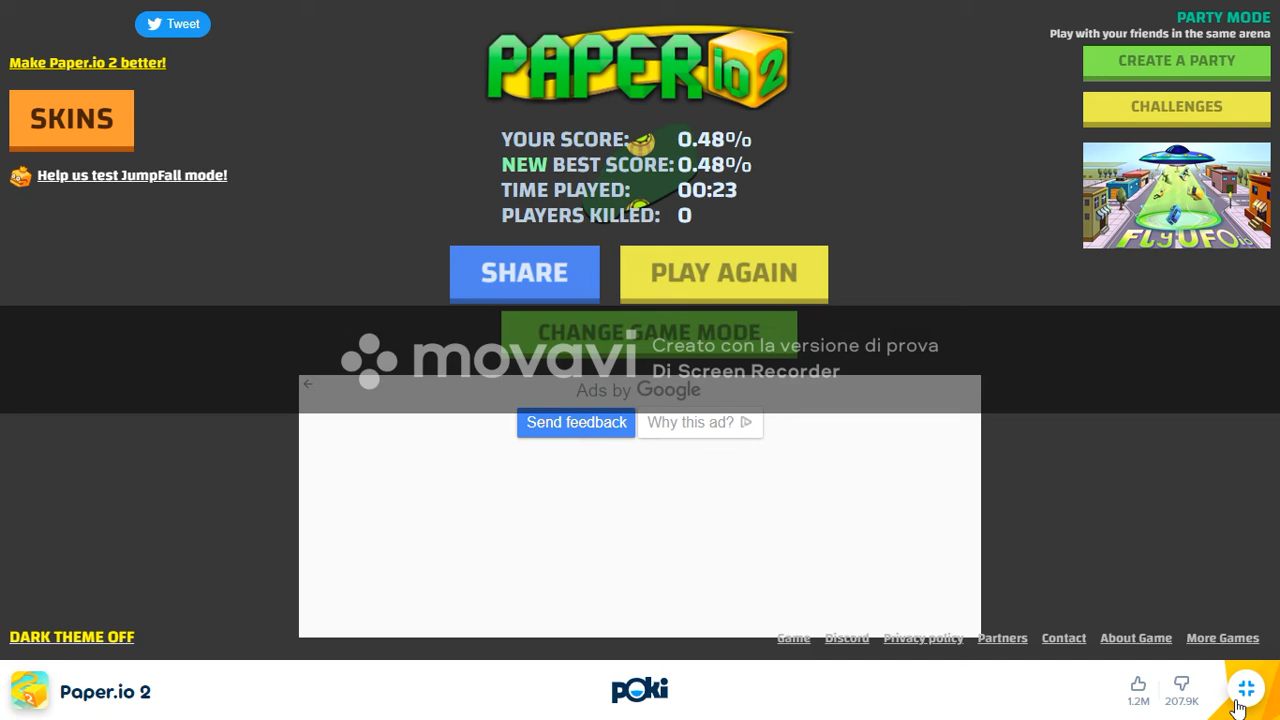 Tweet
Make Paper.io 2 better!
SKINS
Help us test JumpFall mode!
PAPER io 2
YOUR SCORE: 0.48%
NEW BEST SCORE: 0.48%
TIME PLAYED: 00:23
PLAYERS KILLED: 0
SHARE
PLAY AGAIN
CHANGE GAME MODE
PARTY MODE
Play with your friends in the same arena
CREATE A PARTY
CHALLENGES
FLYUFO.io
movavi
Creato con la versione di prova
Di Screen Recorder
Ads by Google
Send feedback
Why this ad?
DARK THEME OFF
Game Discord Privacy policy Partners Contact About Game More Games
Paper.io 2
POKi
1.2M
207.9K